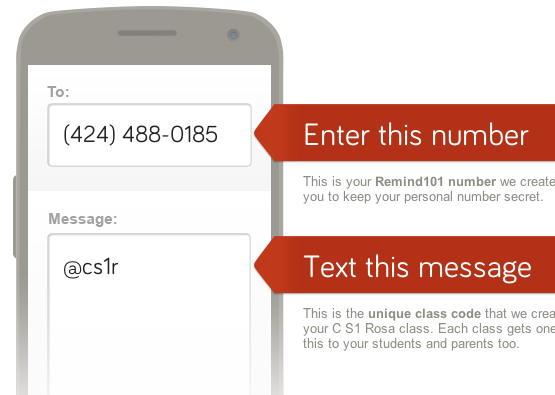 To:
(424) 488-0185
Enter this number
This is your Remind101 number we create
you to keep your personal number secret.
Message:
@cs1r
Text this message
This is the unique class code that we crea
your C S1 Rosa class. Each class gets one
this to your students and parents too.